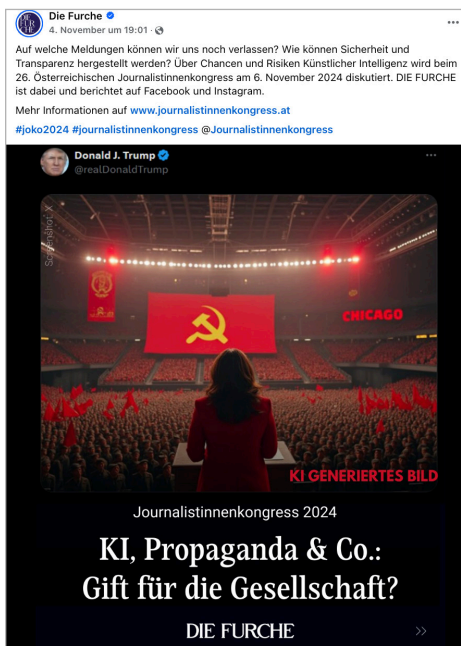 Die Furche
4. November um 19:01 ·
Auf welche Meldungen können wir uns noch verlassen? Wie können Sicherheit und
Transparenz hergestellt werden? Über Chancen und Risiken Künstlicher Intelligenz wird beim
26. Österreichischen Journalistinnenkongress am 6. November 2024 diskutiert. DIE FURCHE
ist dabei und berichtet auf Facebook und Instagram.
Mehr Informationen auf www.journalistinnenkongress.at
#joko2024 #journalistinnenkongress @Journalistinnenkongress
DIE
FUR
CHE
Donald J. Trump
@realDonaldTrump
Screenshot: X
CHICAGO
KI GENERIERTES BILD
Journalistinnenkongress 2024
KI, Propaganda & Co.:
Gift für die Gesellschaft?
DIE FURCHE